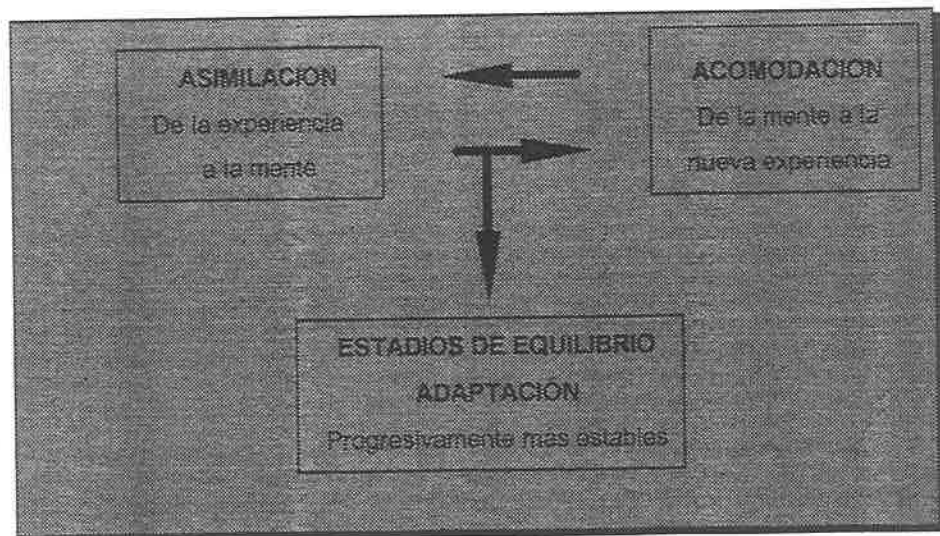 ASIMILACION
De la experiencia
a la mente
ACOMODACION
De la mente a la
nueva experiencia
ESTADIOS DE EQUILIBRIO
ADAPTACION
Progresivamente más estables